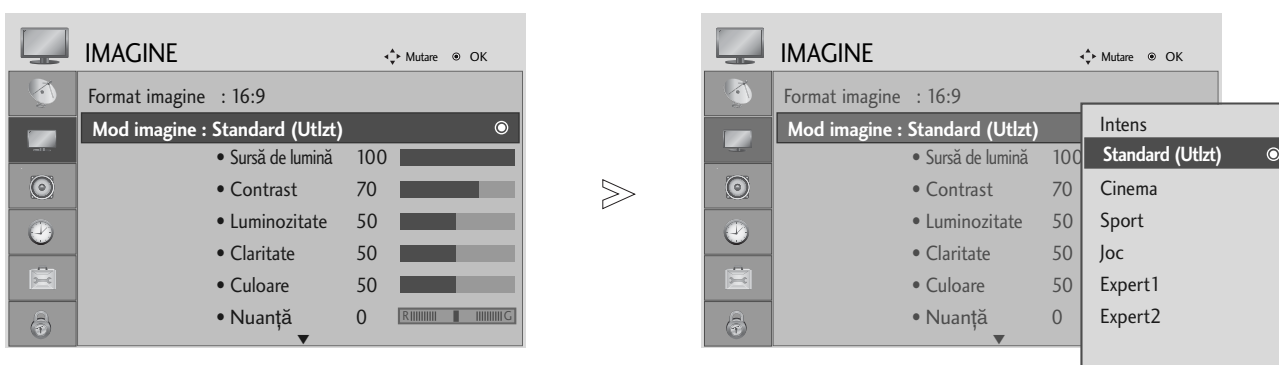 IMAGINE
Mutare OK
Format imagine : 16:9
Mod imagine : Standard (Utlzt)
• Sursă de lumină 100
• Contrast 70
• Luminozitate 50
• Claritate 50
• Culoare 50
• Nuanță 0 R G
>
IMAGINE
Mutare OK
Format imagine : 16:9
Mod imagine : Standard (Utlzt)
• Sursă de lumină 100
• Contrast 70
• Luminozitate 50
• Claritate 50
• Culoare 50
• Nuanță 0
Intens
Standard (Utlzt)
Cinema
Sport
Joc
Expert1
Expert2